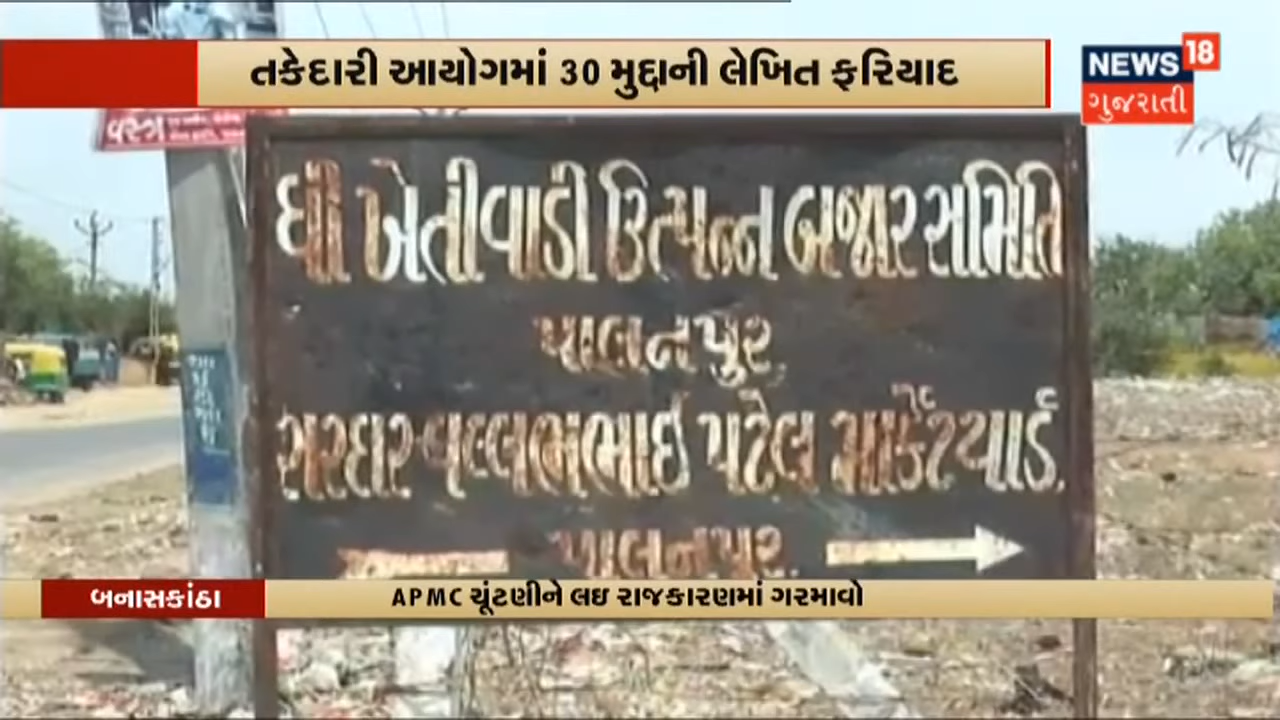 તકેદારી આયોગમાં 30 મુદ્દાની લેખિત ફરિયાદ
NEWS 18
ગુજરાતી
વસ્ત્ર
ધી ખેતીવાડી ઉત્પન્ન બજાર સમિતિ
પાલનપુર
સરદાર વલ્લભભાઈ પટેલ માર્કેટયાર્ડ.
પાલનપુર.
બનાસકાંઠા
APMC ચૂંટણીને લઇ રાજકારણમાં ગરમાવો